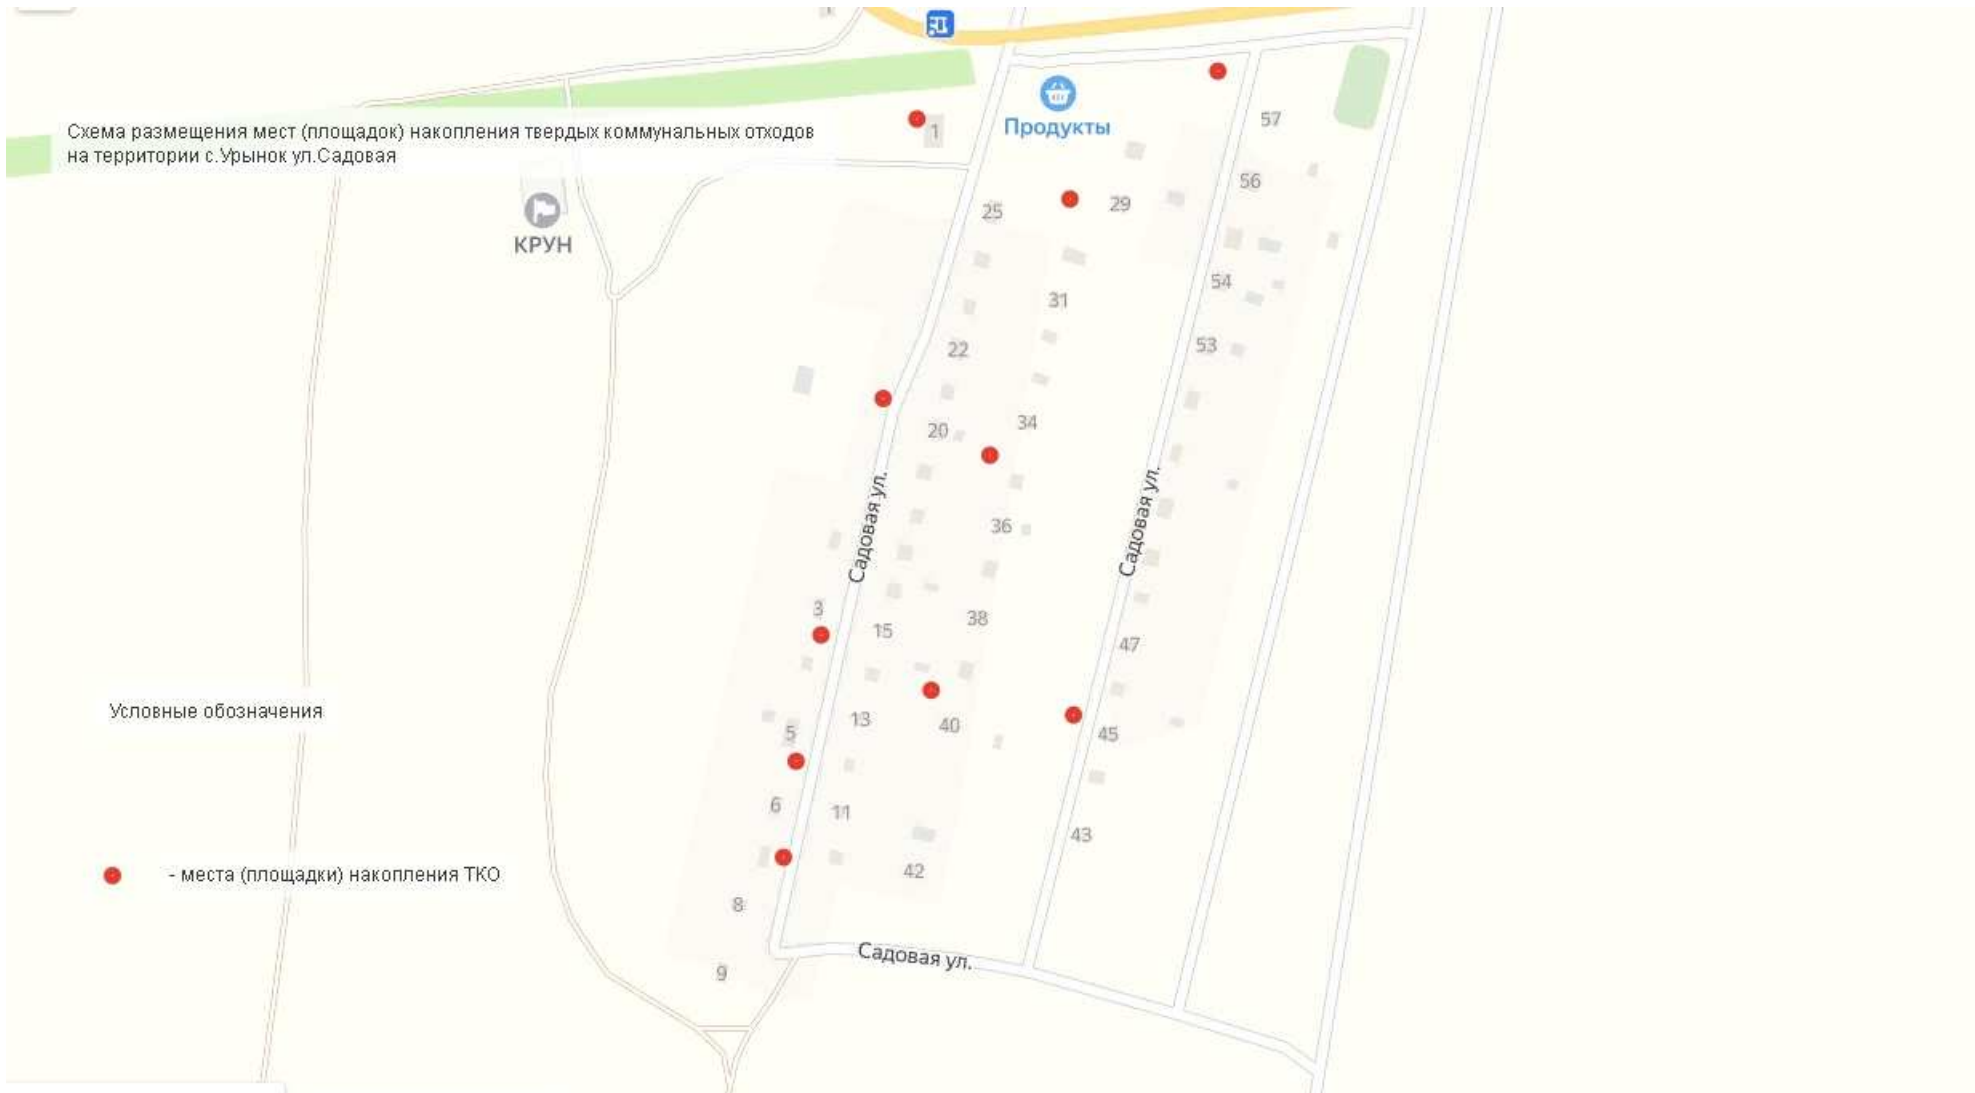 Схема размещения мест (площадок) накопления твердых коммунальных отходов
на территории с.Урынок ул.Садовая
Продукты
КРУН
1
57
56
25
29
54
31
53
22
34
20
Садовая ул.
Садовая ул.
36
3
15
38
47
Условные обозначения
13
40
45
5
6
11
43
- места (площадки) накопления ТКО
42
8
Садовая ул.
9